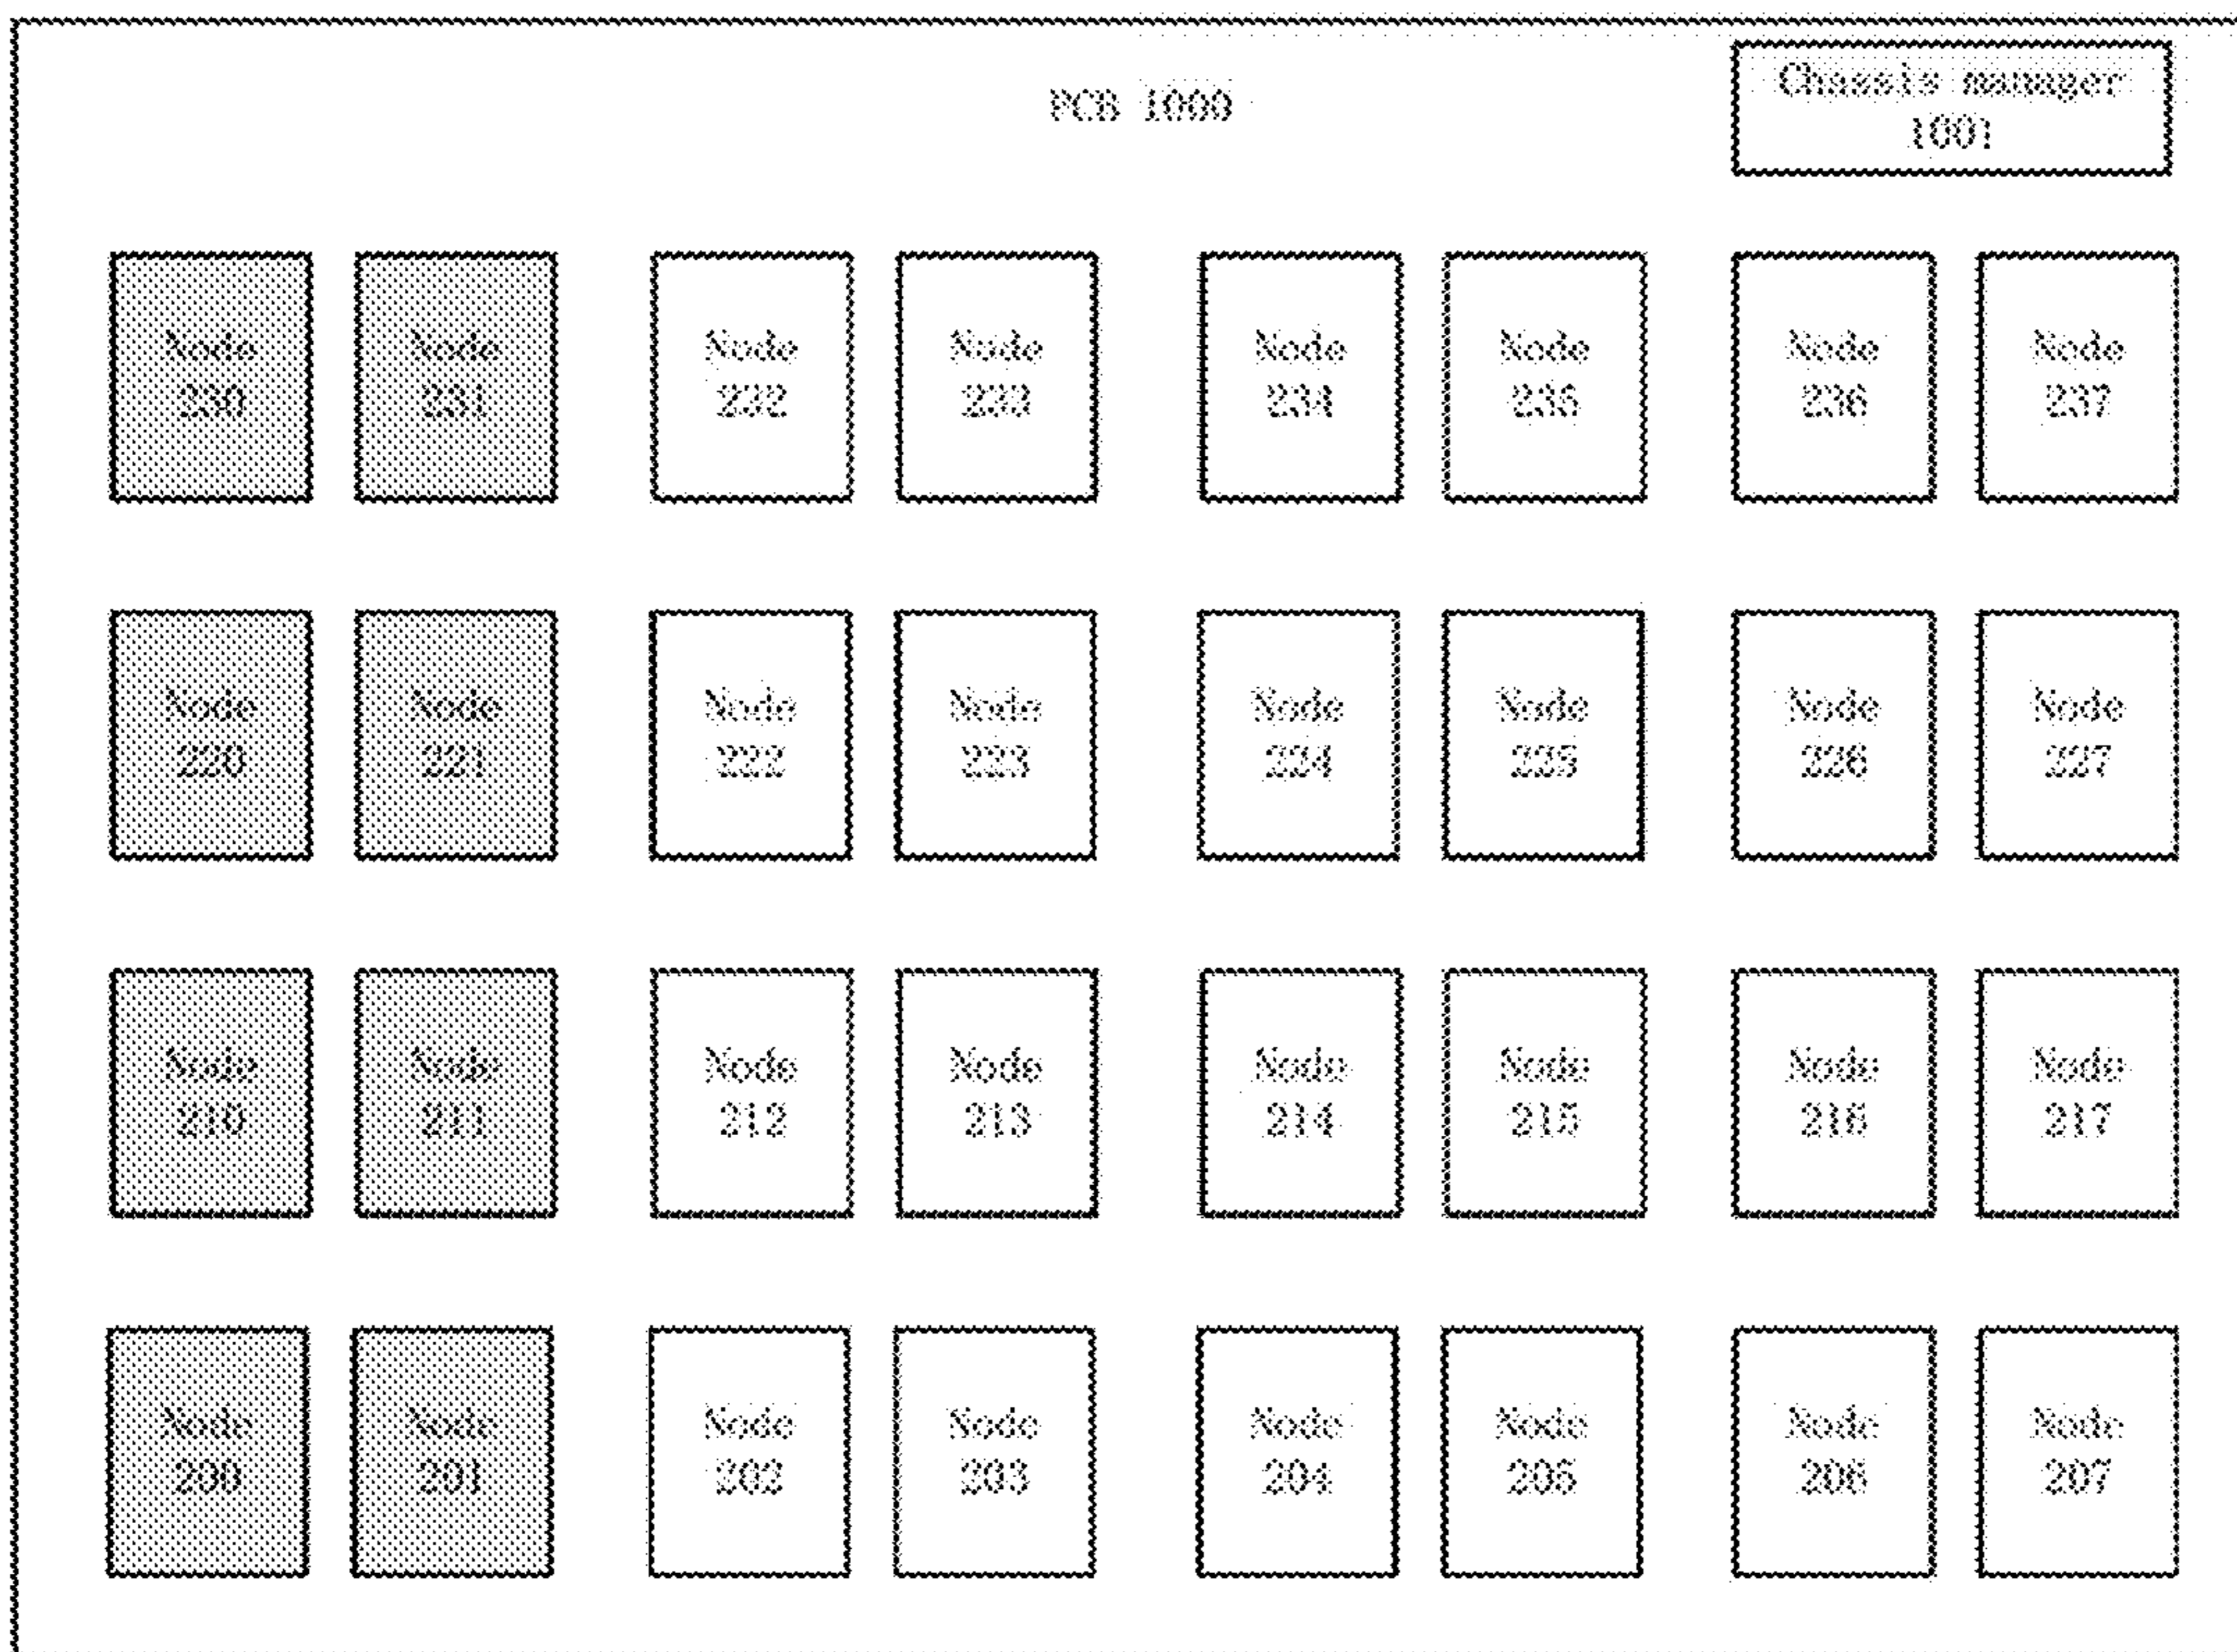 PCB 1000
Chassis manager
1001
Node
230
Node
231
Node
232
Node
233
Node
234
Node
235
Node
236
Node
237
Node
220
Node
221
Node
222
Node
223
Node
224
Node
225
Node
226
Node
227
Node
210
Node
211
Node
212
Node
213
Node
214
Node
215
Node
216
Node
217
Node
200
Node
201
Node
202
Node
203
Node
204
Node
205
Node
206
Node
207